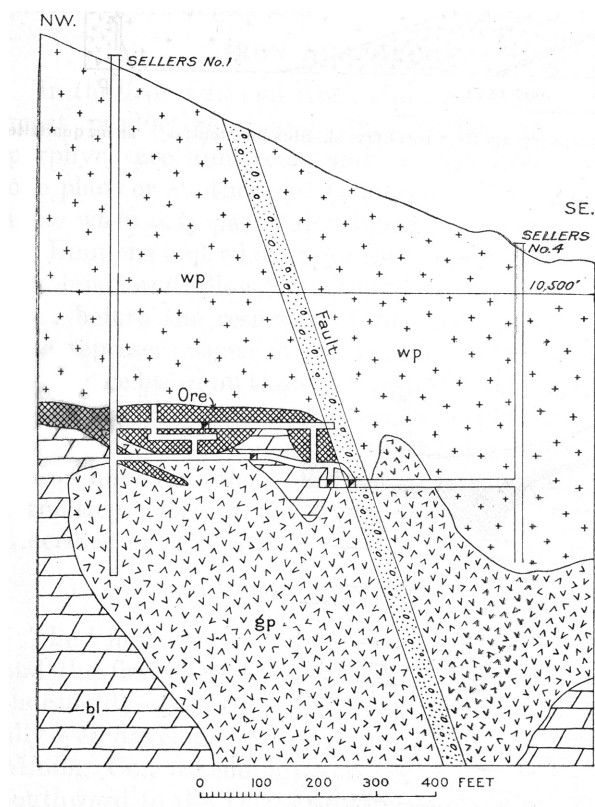 NW.
SELLERS No.1
SE.
SELLERS
No.4
10,500'
wp
Fault
wp
Ore
gp
bl
0 100 200 300 400 FEET